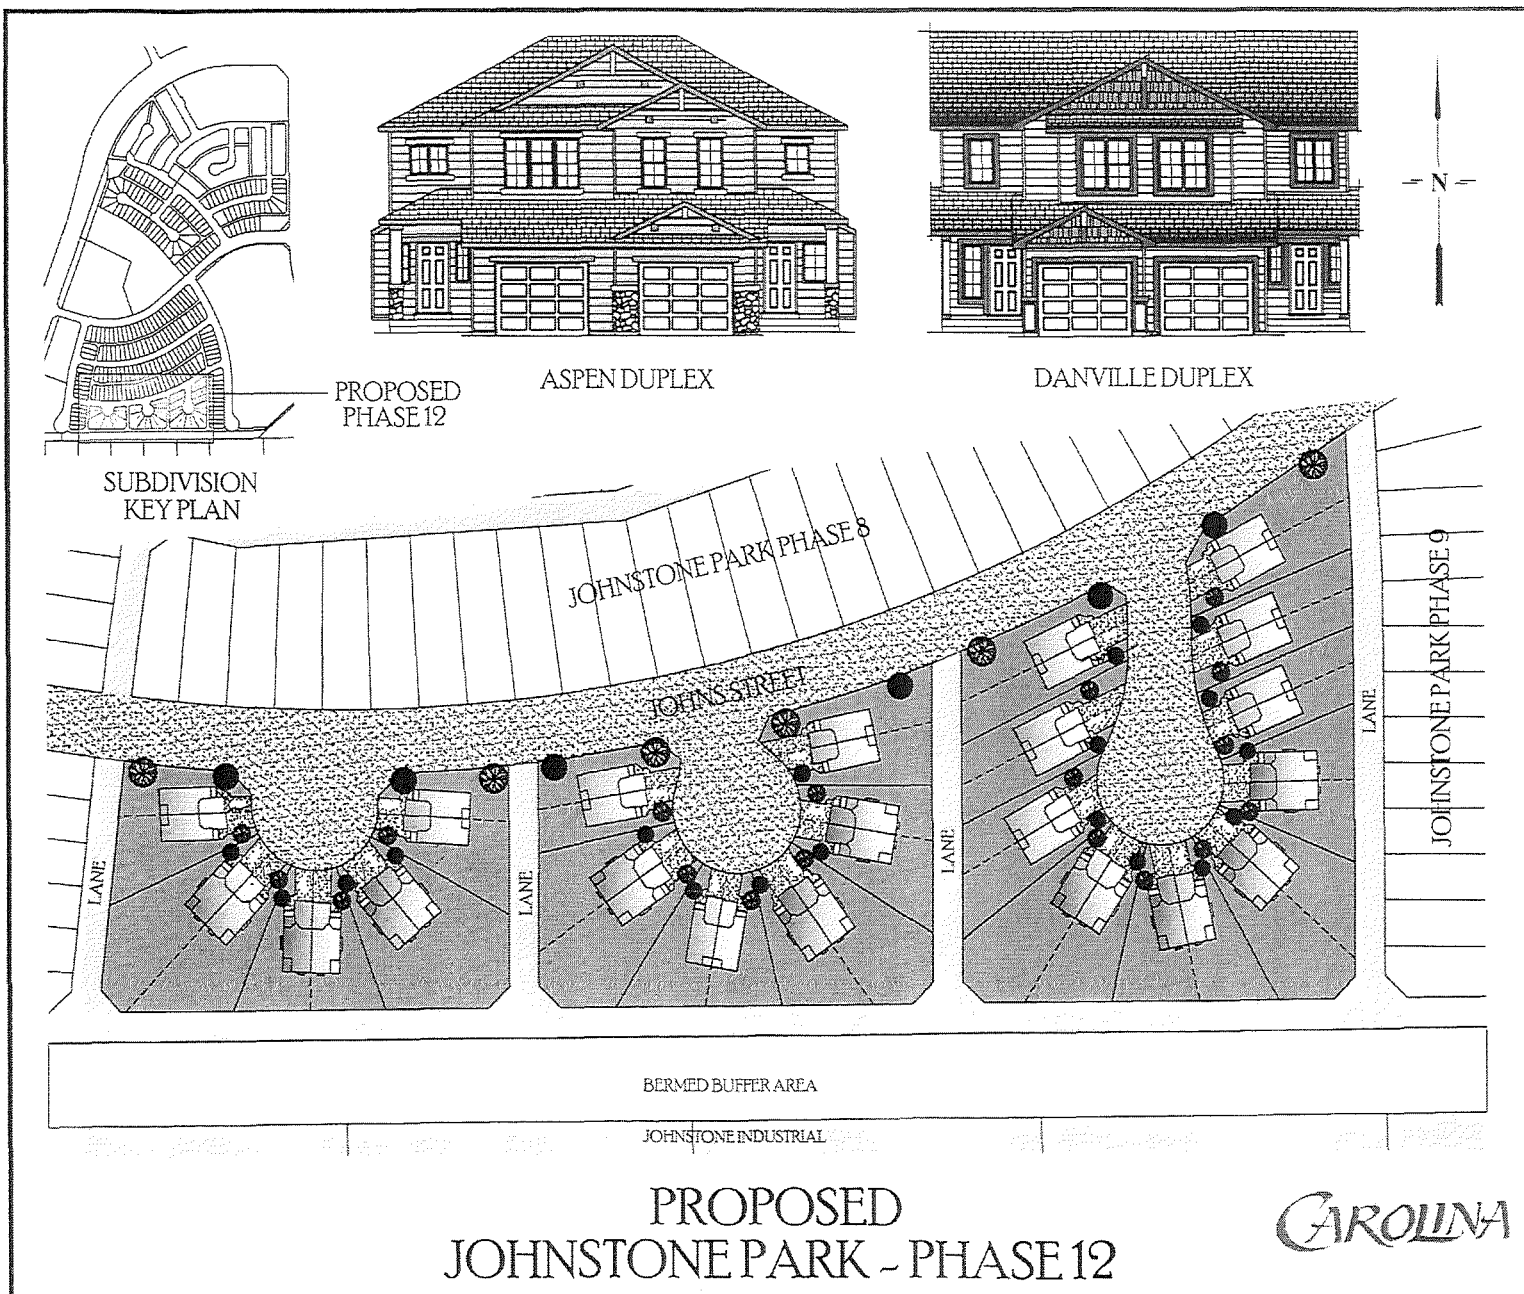 N
ASPEN DUPLEX
DANVILLE DUPLEX
PROPOSED
PHASE 12
SUBDIVISION
KEY PLAN
JOHNSTONE PARK PHASE 8
JOHNSTONE PARK PHASE 9
JOHNS STREET
LANE
LANE
LANE
LANE
BERMED BUFFER AREA
JOHNSTONE INDUSTRIAL
PROPOSED
JOHNSTONE PARK - PHASE 12
CAROLINA